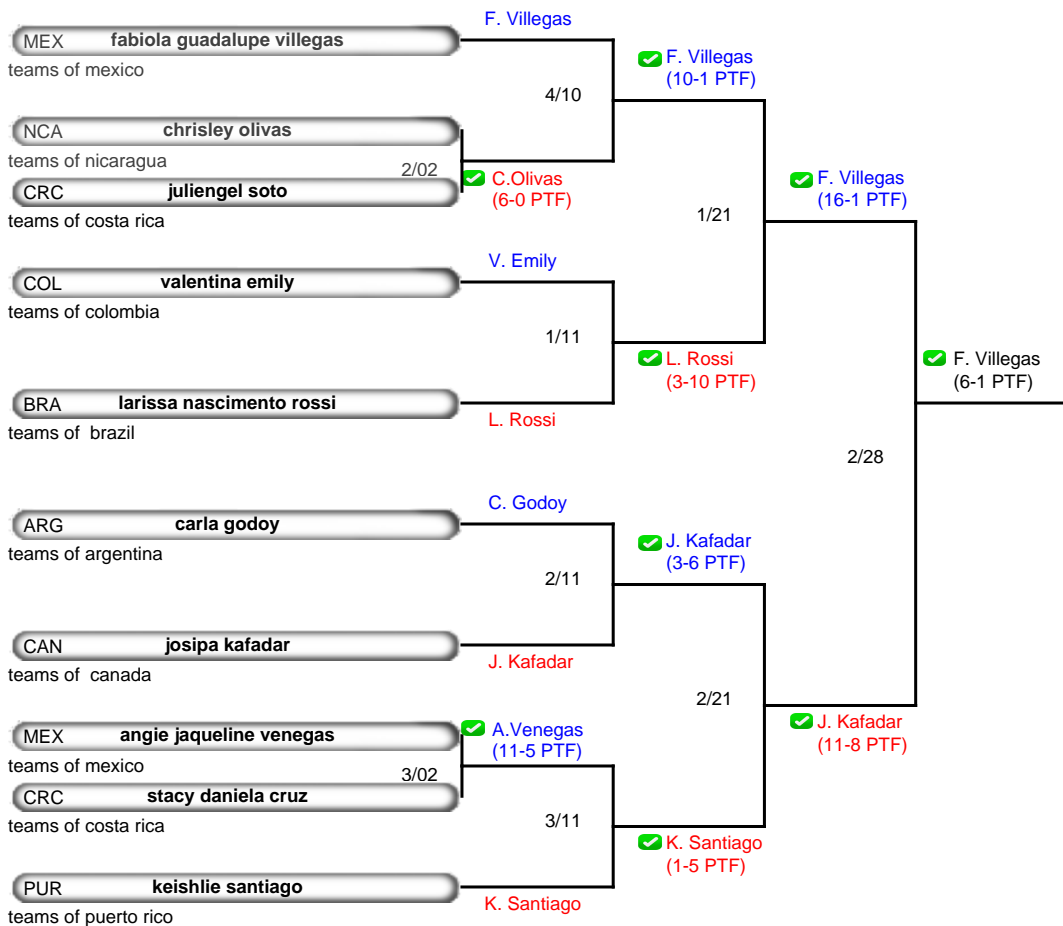 F. Villegas
MEX fabiola guadalupe villegas
teams of mexico
F. Villegas
(10-1 PTF)
4/10
NCA chrisley olivas
teams of nicaragua
2/02
C.Olivas
(6-0 PTF)
CRC juliengel soto
teams of costa rica
F. Villegas
(16-1 PTF)
1/21
V. Emily
COL valentina emily
teams of colombia
1/11
L. Rossi
(3-10 PTF)
F. Villegas
(6-1 PTF)
BRA larissa nascimento rossi
L. Rossi
teams of  brazil
2/28
C. Godoy
ARG carla godoy
teams of argentina
J. Kafadar
(3-6 PTF)
2/11
CAN josipa kafadar
J. Kafadar
teams of  canada
2/21
J. Kafadar
(11-8 PTF)
MEX angie jaqueline venegas
A.Venegas
(11-5 PTF)
teams of mexico
3/02
CRC stacy daniela cruz
teams of costa rica
3/11
K. Santiago
(1-5 PTF)
PUR keishlie santiago
K. Santiago
teams of puerto rico